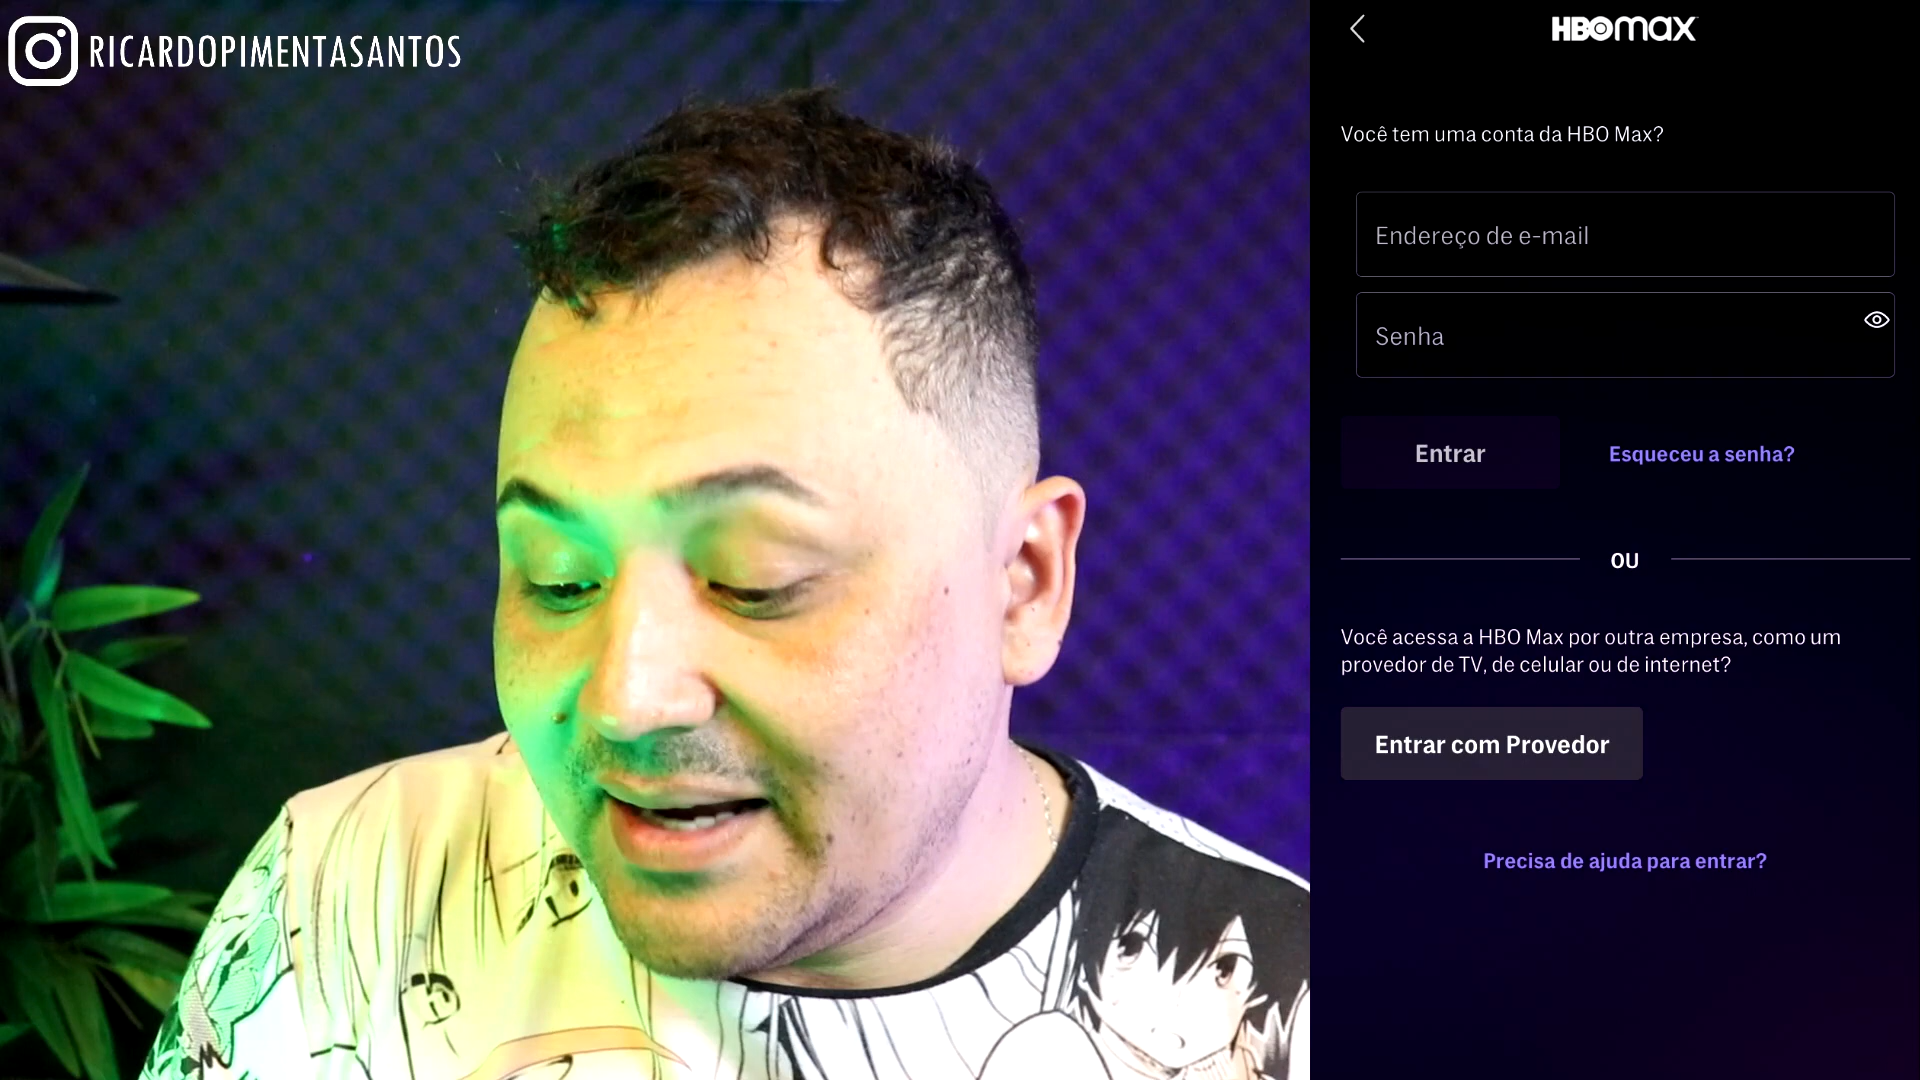 RICARDOPIMENTASANTOS
HBOMAX
Você tem uma conta da HBO Max?
Endereço de e-mail
Senha
Entrar
Esqueceu a senha?
OU
Você acessa a HBO Max por outra empresa, como um
provedor de TV, de celular ou de internet?
Entrar com Provedor
Precisa de ajuda para entrar?